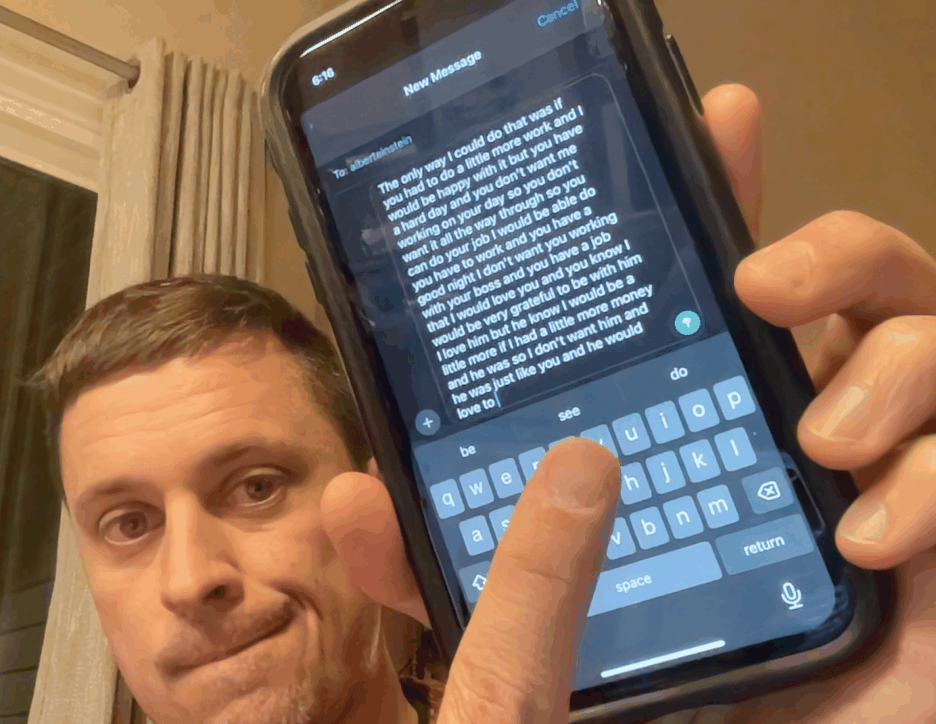 6:16
Cancel
New Message
To: alberteinstein
The only way I could do that was if
you had to do a little more work and I
would be happy with it but you have
a hard day and you don't want me
working on your day so you don't
want it all the way through so you
can do your job I would be able do
you have to work and you have a
good night I don't want you working
with your boss and you have a job
that I would love you and you know I
would be very grateful to be with him
I love him but he know I would be a
little more if I had a little more money
and he was so I don't want him and
he was just like you and he would
love to
be see do
q w e u i o p
a h j k l
v b n m
space return